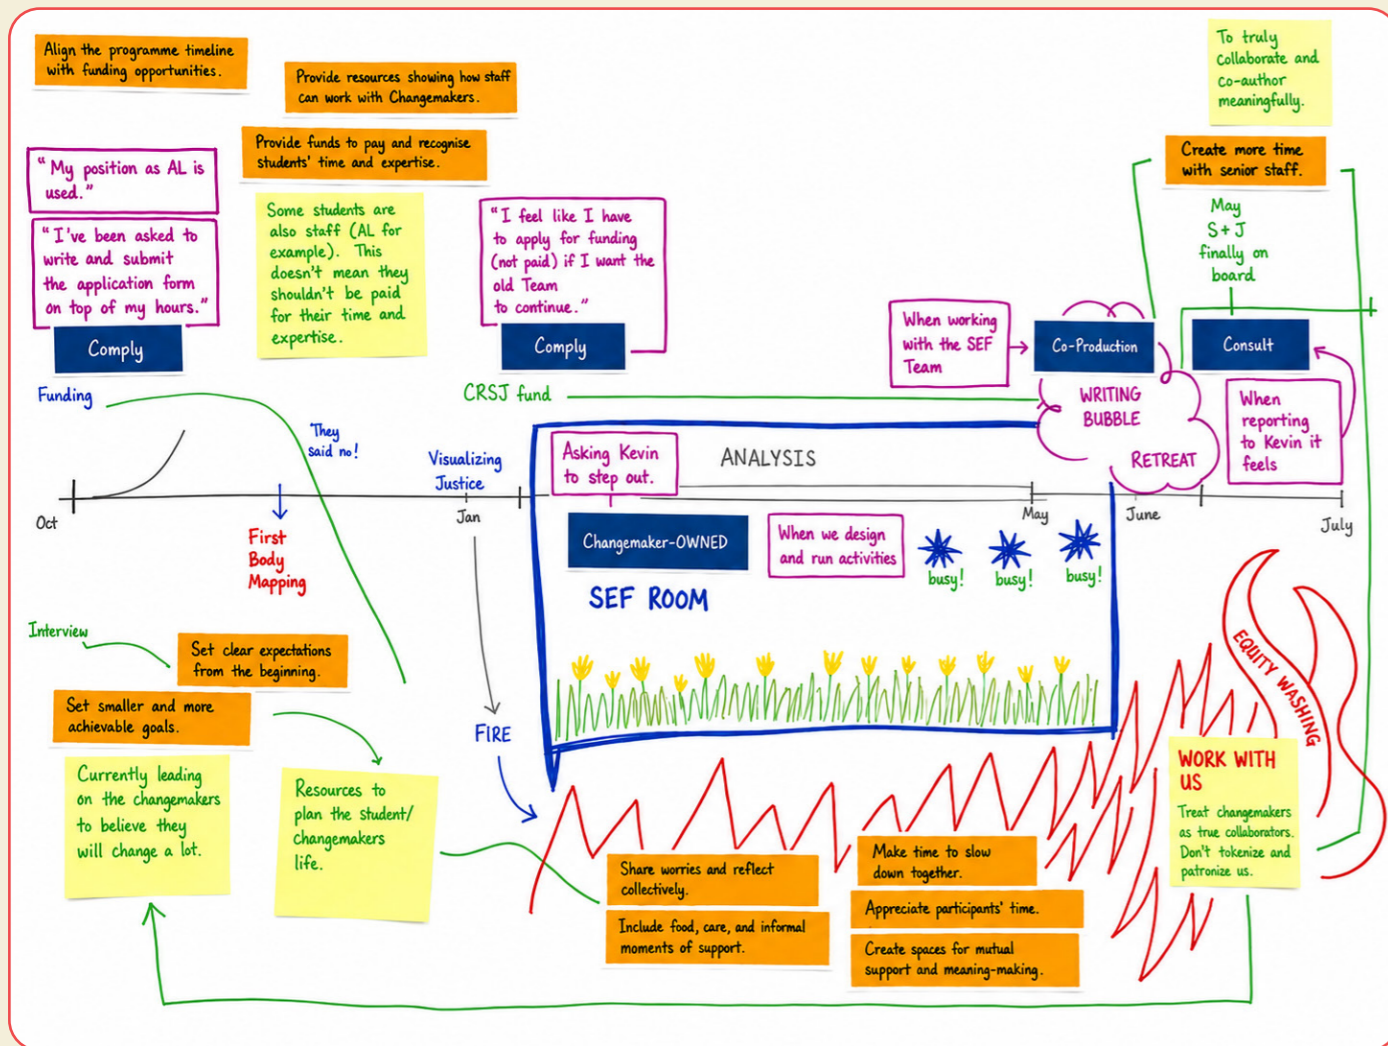 Align the programme timeline
with funding opportunities.
Provide resources showing how staff
can work with Changemakers.
Provide funds to pay and recognise
students' time and expertise.
To truly
collaborate and
co-author
meaningfully.
Create more time
with senior staff.
"My position as AL is
used."
"I've been asked to
write and submit
the application form
on top of my hours."
Comply
Some students are
also staff (AL for
example). This
doesn't mean they
shouldn't be paid
for their time and
expertise.
"I feel like I have
to apply for funding
(not paid) if I want the
old Team
to continue."
Comply
May
S+J
finally on
board
When working
with the SEF
Team
Co-Production
Consult
When
reporting
to Kevin it
feels
WRITING
BUBBLE
RETREAT
Funding
They
said no!
CRSJ fund
Visualizing
Justice
Asking Kevin
to step out.
ANALYSIS
Oct
Jan
May
June
July
First
Body
Mapping
Changemaker-OWNED
When we design
and run activities
busy!
busy!
busy!
SEF ROOM
Interview
Set clear expectations
from the beginning.
Set smaller and more
achievable goals.
FIRE
EQUITY WASHING
Currently leading
on the changemakers
to believe they
will change a lot.
Resources to
plan the student/
changemakers
life.
WORK WITH
US
Treat changemakers
as true collaborators.
Don't tokenize and
patronize us.
Share worries and reflect
collectively.
Include food, care, and informal
moments of support.
Make time to slow
down together.
Appreciate participants' time.
Create spaces for mutual
support and meaning-making.